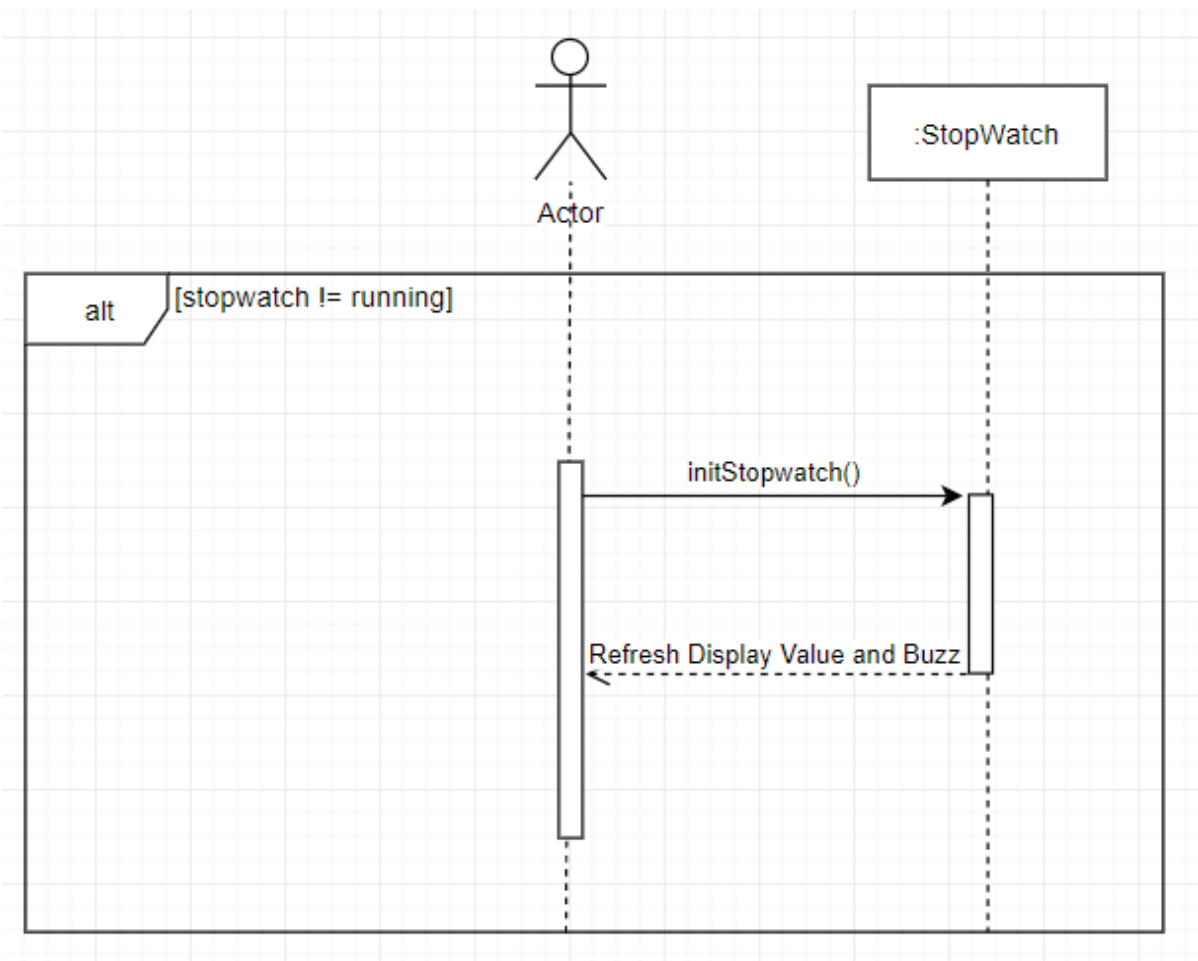 :StopWatch
Actor
alt
[stopwatch != running]
initStopwatch()
Refresh Display Value and Buzz